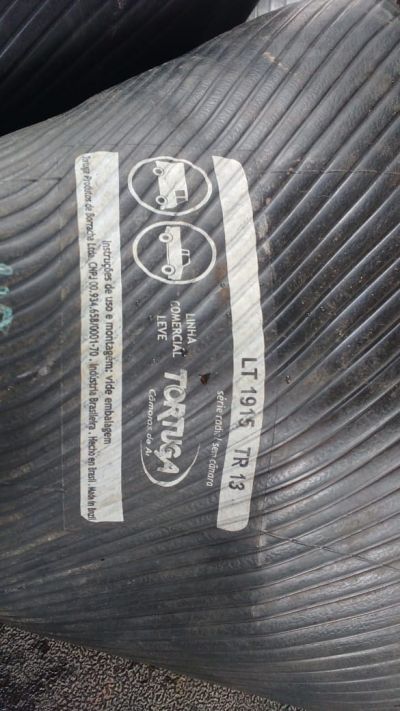 LT 1915 TR 13
série radial sem câmara
LINHA
COMERCIAL
LEVE
TORTUGA
Câmaras de Ar
Instruções de uso e montagem: vide embalagem
Tortuga Produtos de Borracha Ltda. CNPJ 00.934.658/0001-70 . Indústria Brasileira . Hecho en Brasil . Made in Brazil